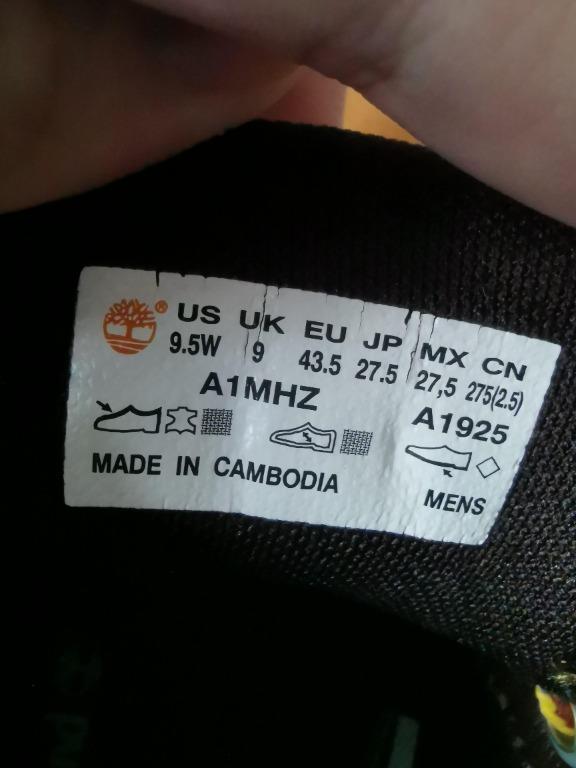 ® US UK EU JP MX CN
9.5W 9 43.5 27.5 27,5 275(2.5)
A1MHZ A1925
MADE IN CAMBODIA MENS